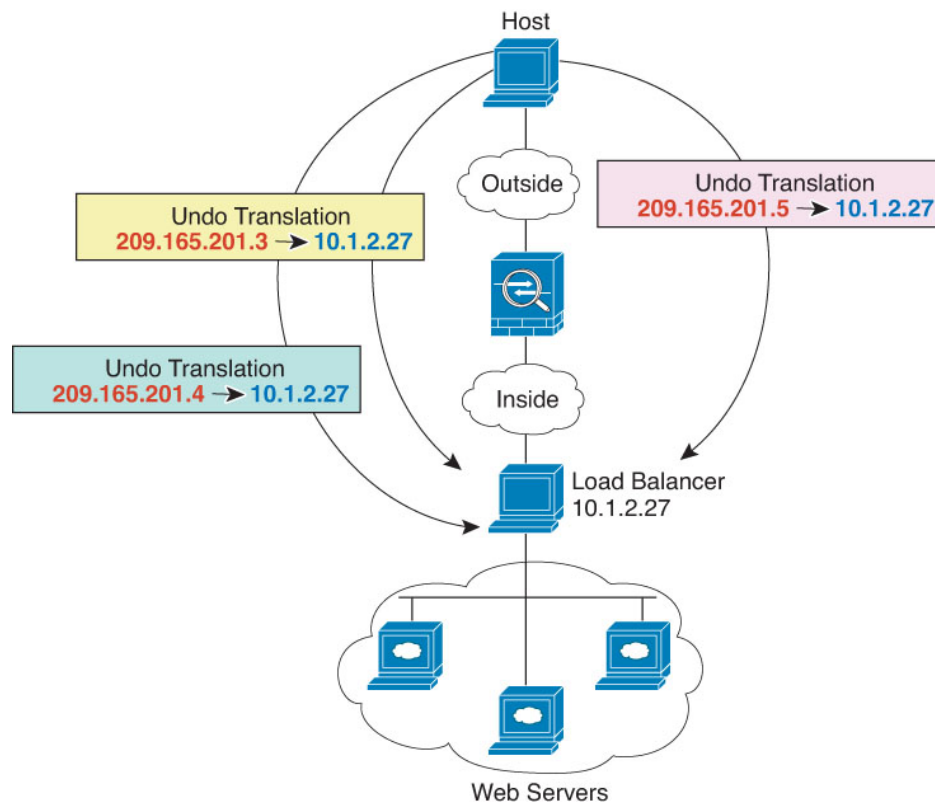 Host
Outside
Undo Translation
209.165.201.5 → 10.1.2.27
Undo Translation
209.165.201.3 → 10.1.2.27
Undo Translation
209.165.201.4 → 10.1.2.27
Inside
Load Balancer
10.1.2.27
Web Servers